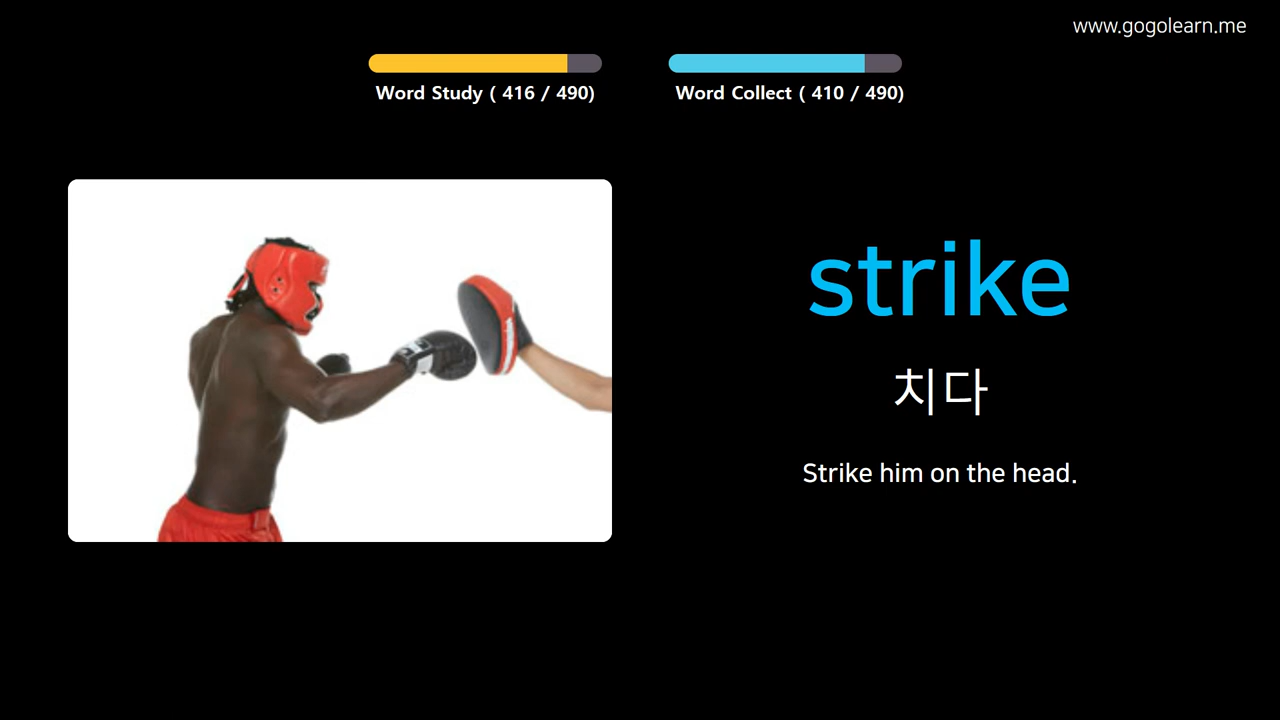 www.gogolearn.me
Word Study ( 416 / 490)
Word Collect ( 410 / 490)
strike
치다
Strike him on the head.